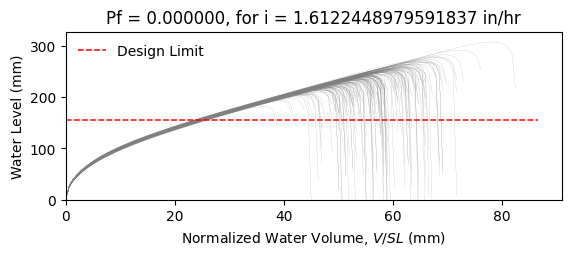 Pf = 0.000000, for i = 1.6122448979591837 in/hr
Water Level (mm)
300
200
100
0
Design Limit
0 20 40 60 80
Normalized Water Volume, V/SL (mm)